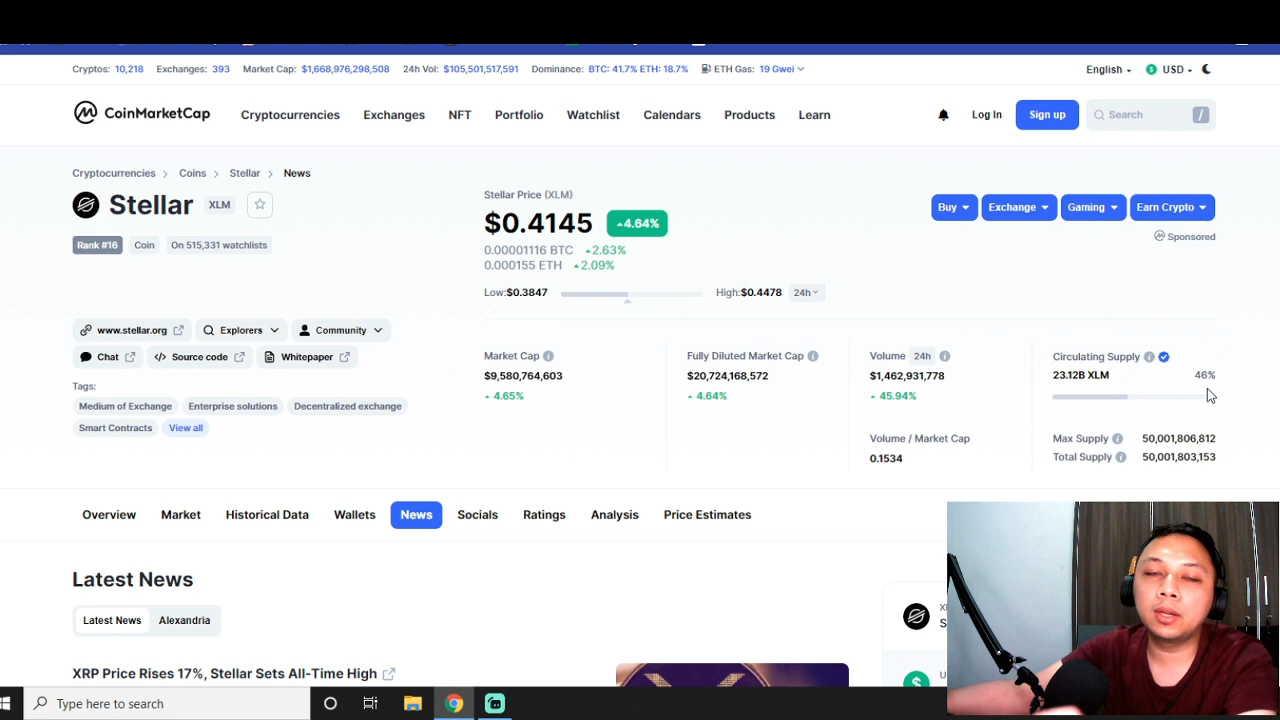 Cryptos: 10,218 Exchanges: 393 Market Cap: $1,668,976,298,508 24h Vol: $105,501,517,591 Dominance: BTC: 41.7% ETH: 18.7% ETH Gas: 19 Gwei English USD
CoinMarketCap Cryptocurrencies Exchanges NFT Portfolio Watchlist Calendars Products Learn Log In Sign up Search /
Cryptocurrencies > Coins > Stellar > News
Stellar XLM
Rank #16 Coin On 515,331 watchlists
www.stellar.org Explorers Community
Chat Source code Whitepaper
Tags:
Medium of Exchange Enterprise solutions Decentralized exchange
Smart Contracts View all
Stellar Price (XLM)
$0.4145 4.64%
0.00001116 BTC 2.63%
0.000155 ETH 2.09%
Low:$0.3847 High:$0.4478 24h
Buy Exchange Gaming Earn Crypto
Sponsored
Market Cap
$9,580,764,603
4.65%
Fully Diluted Market Cap
$20,724,168,572
4.64%
Volume 24h
$1,462,931,778
45.94%
Volume / Market Cap
0.1534
Circulating Supply
23.12B XLM 46%
Max Supply 50,001,806,812
Total Supply 50,001,803,153
Overview Market Historical Data Wallets News Socials Ratings Analysis Price Estimates
Latest News
Latest News Alexandria
XRP Price Rises 17%, Stellar Sets All-Time High
Type here to search